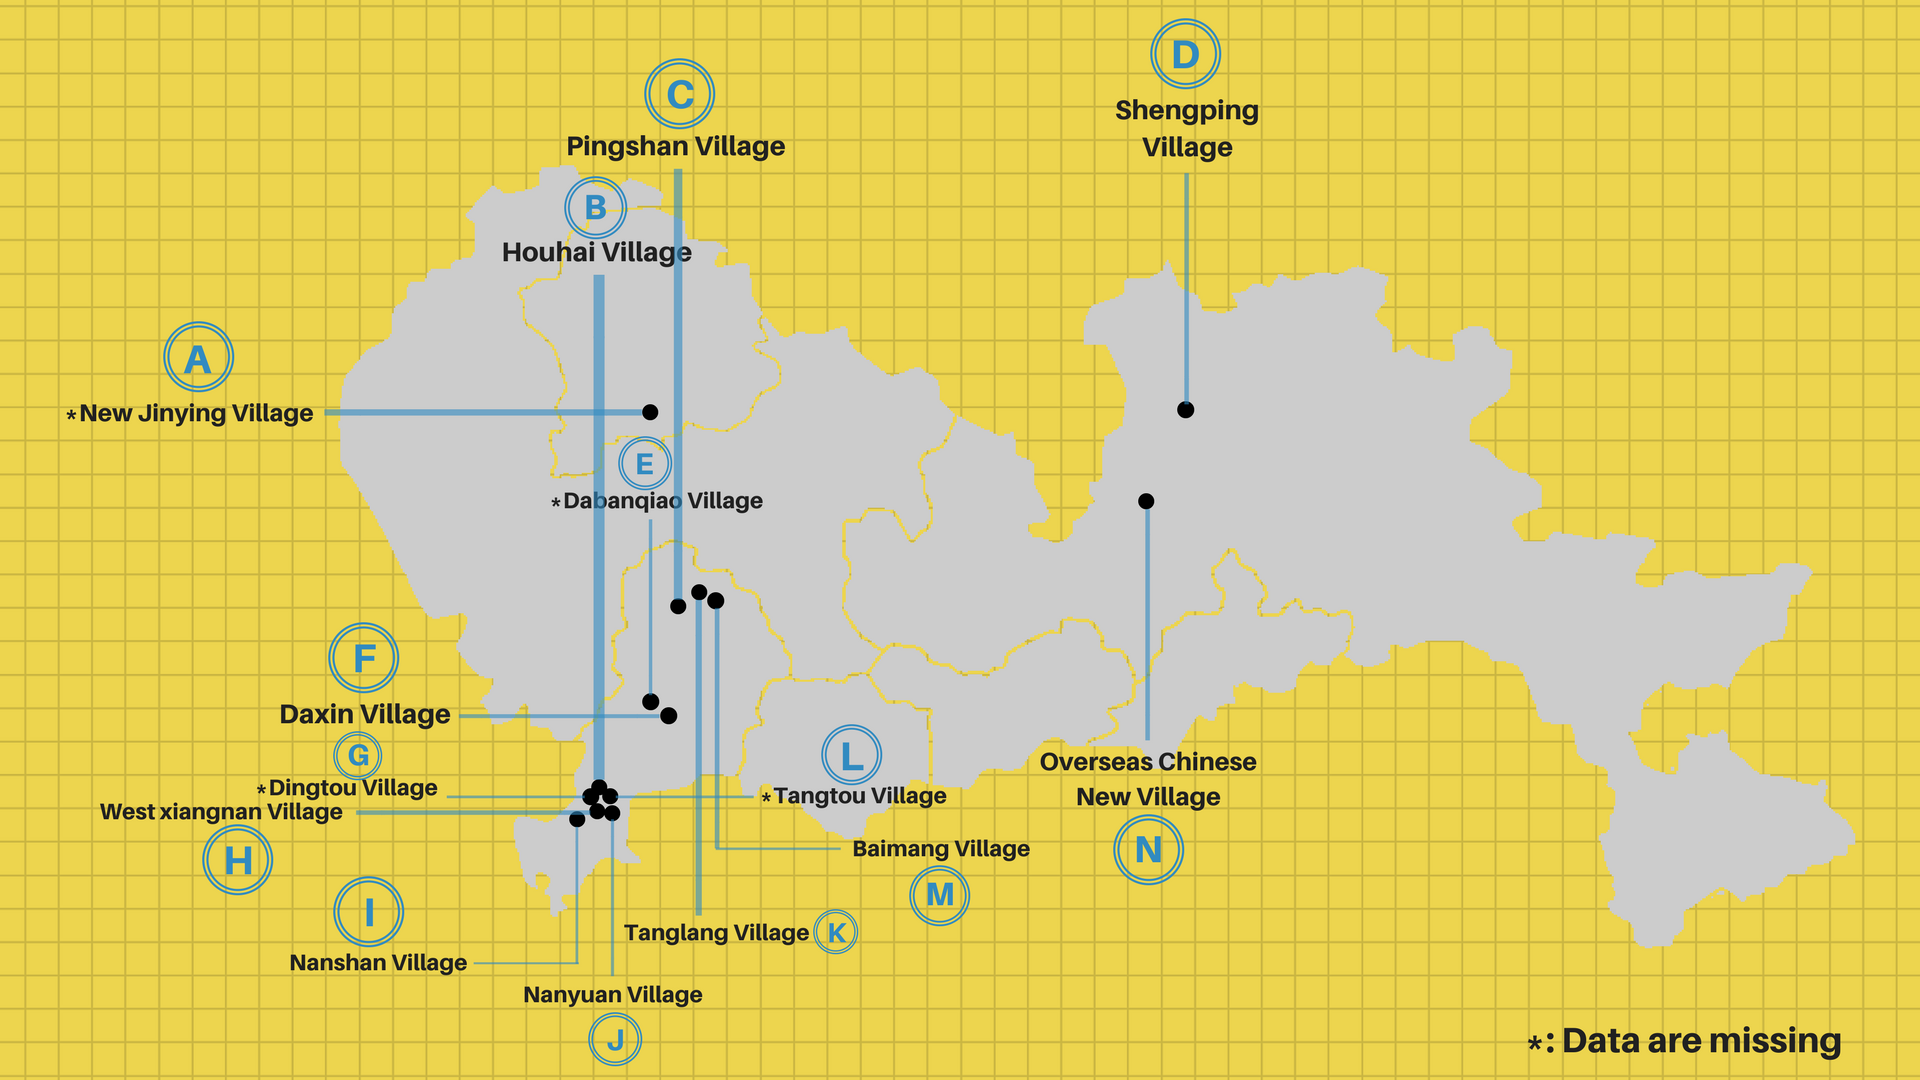 D
Shengping
Village
C
Pingshan Village
B
Houhai Village
A
*New Jinying Village
E
*Dabanqiao Village
F
Daxin Village
G
*Dingtou Village
West xiangnan Village
H
I
Nanshan Village
Nanyuan Village
J
Tanglang Village
K
L
*Tangtou Village
Baimang Village
M
Overseas Chinese
New Village
N
*: Data are missing